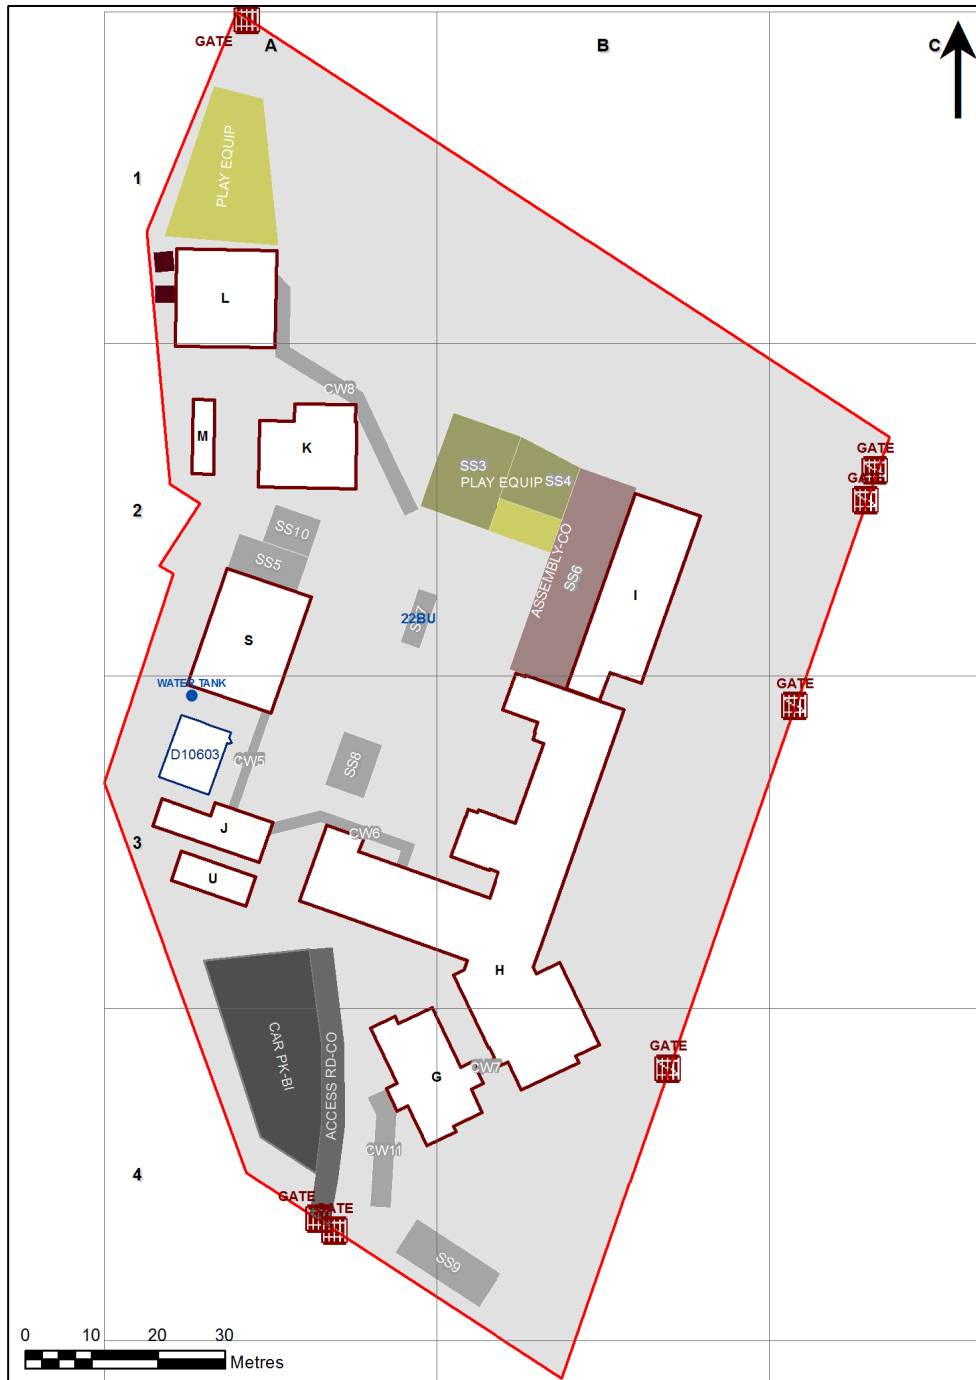 GATE
A
B
C
PLAY EQUIP
1
L
CW8
M
K
GATE
SS3
PLAY EQUIP
SS4
2
SS10
SS5
ASSEMBLY-CO
SS6
I
22BU
S
WATER TANK
GATE
D10603
CW5
SS8
J
CW6
3
U
H
CAR PK-BI
ACCESS RD-CO
GATE
CW7
G
CW11
4
GATE
GATE
SS9
0 10 20 30
Metres